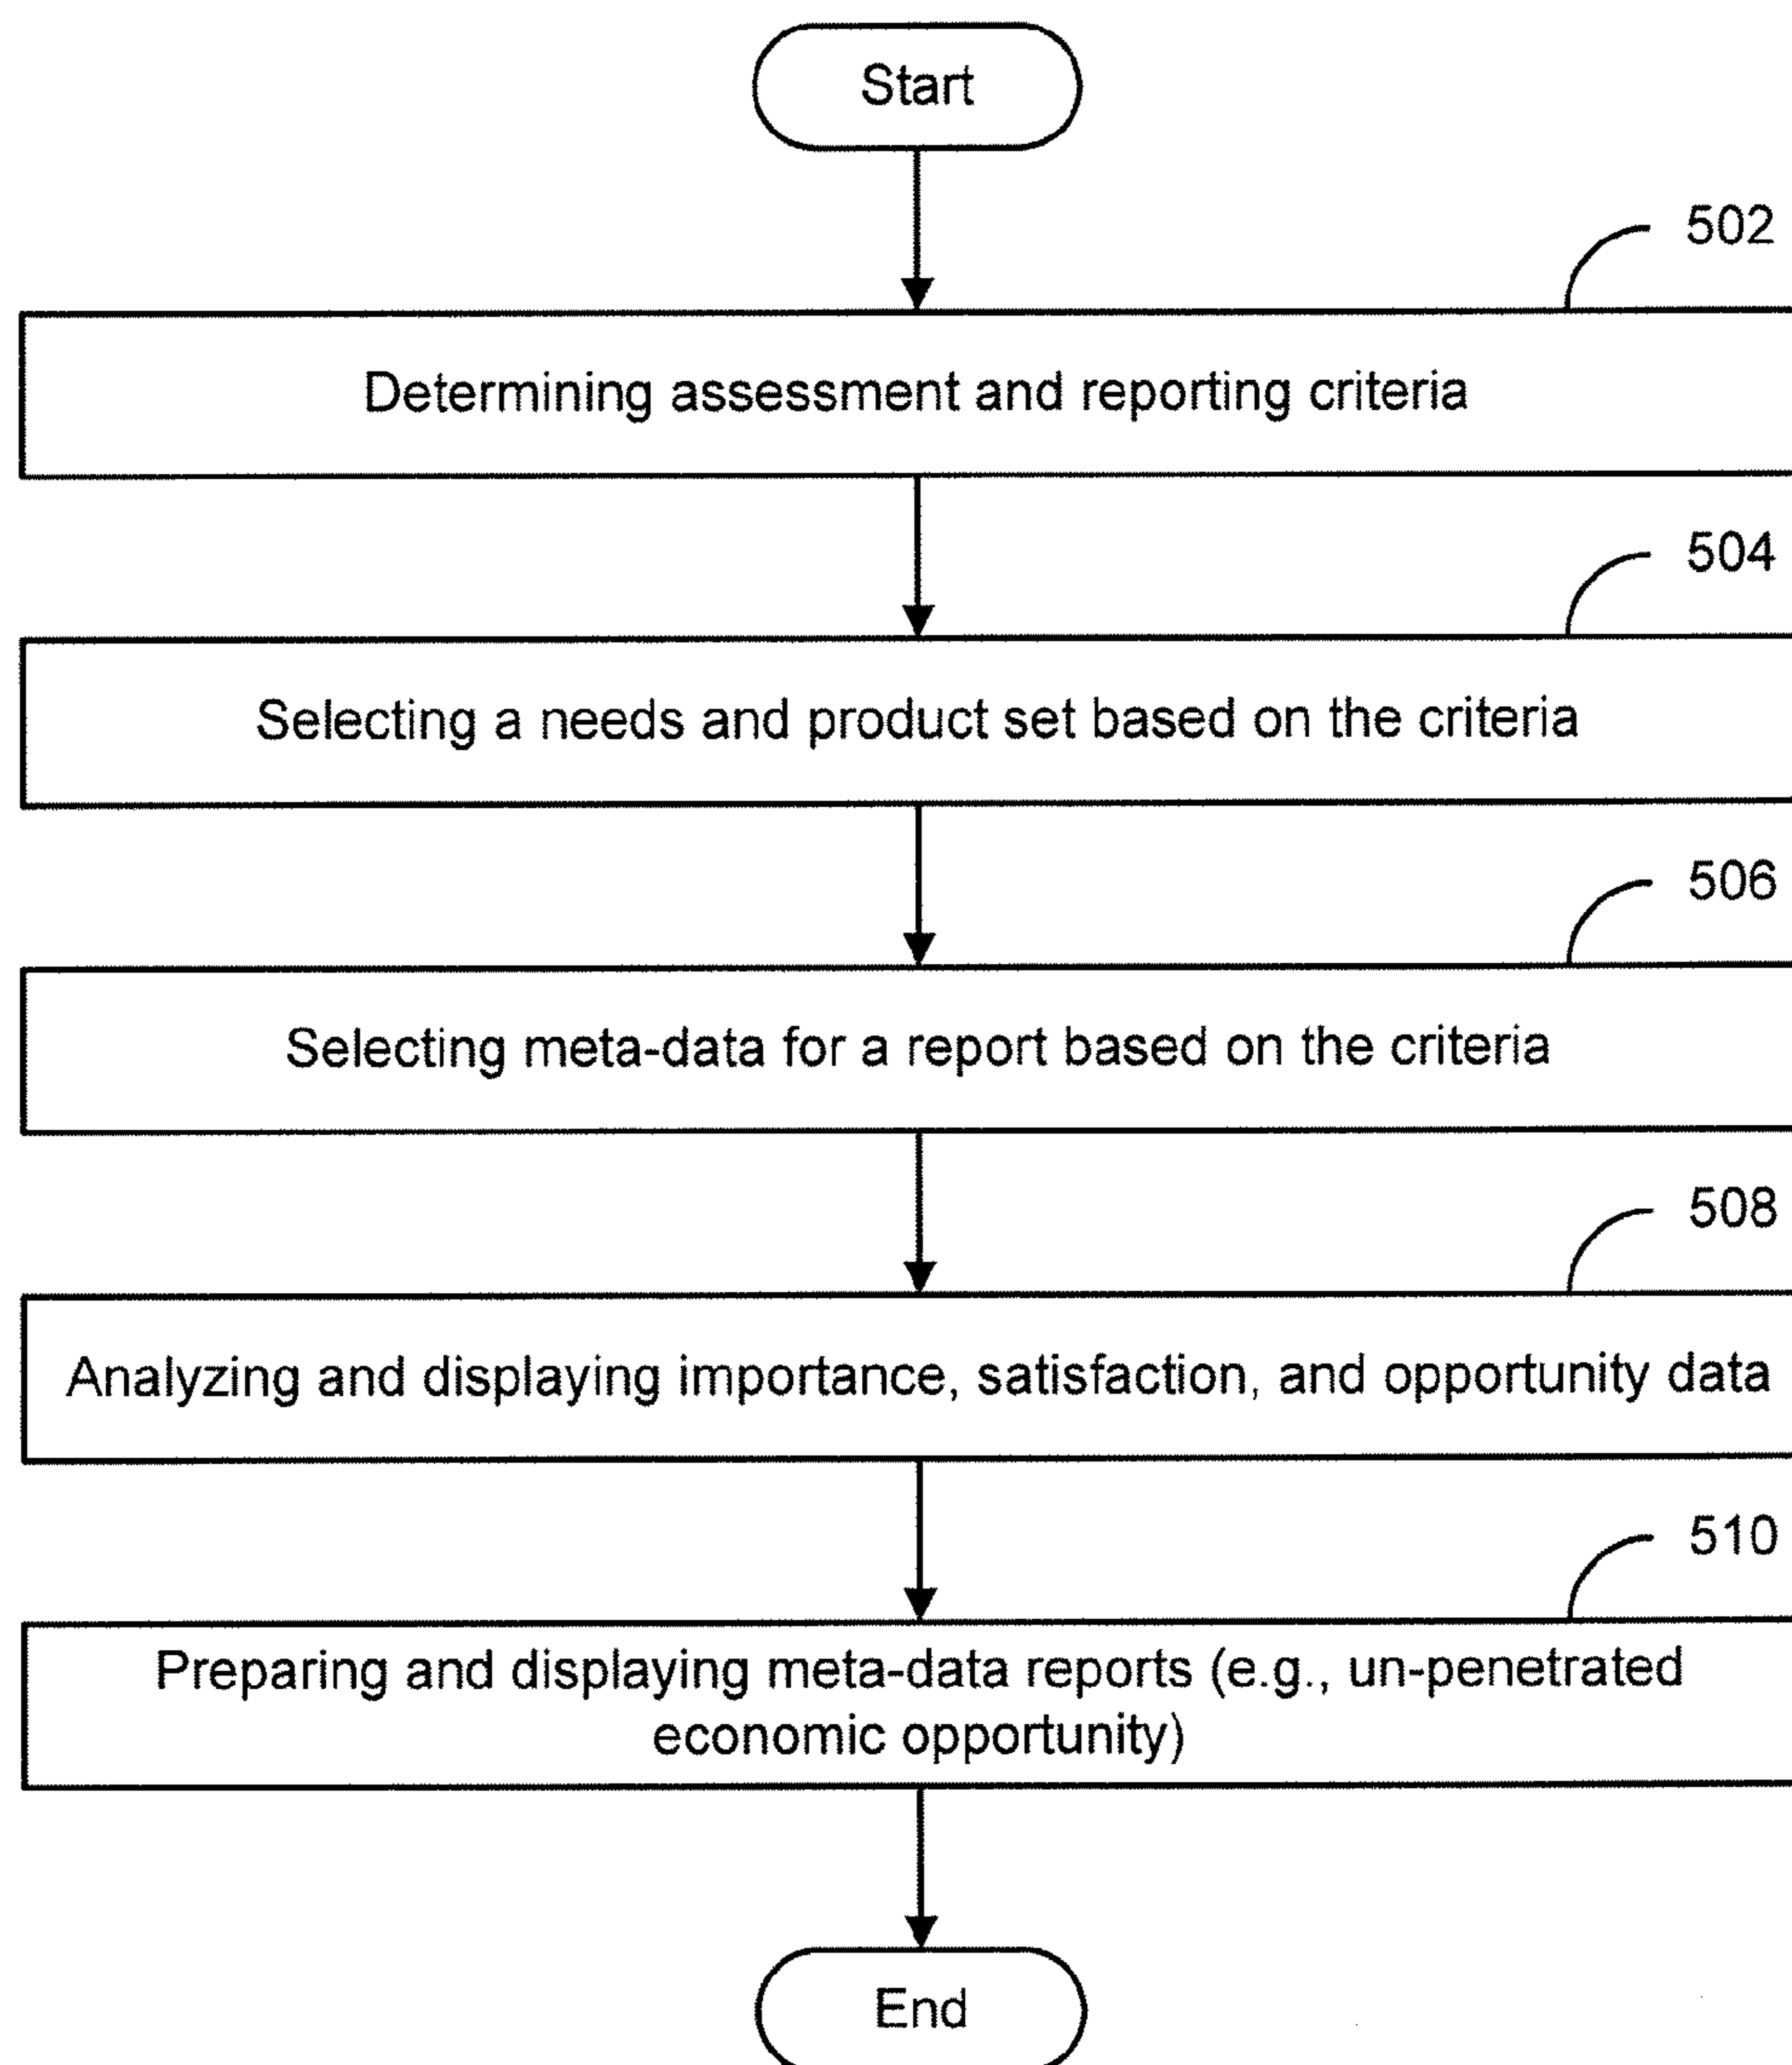 Start
502
Determining assessment and reporting criteria
504
Selecting a needs and product set based on the criteria
506
Selecting meta-data for a report based on the criteria
508
Analyzing and displaying importance, satisfaction, and opportunity data
510
Preparing and displaying meta-data reports (e.g., un-penetrated
economic opportunity)
End